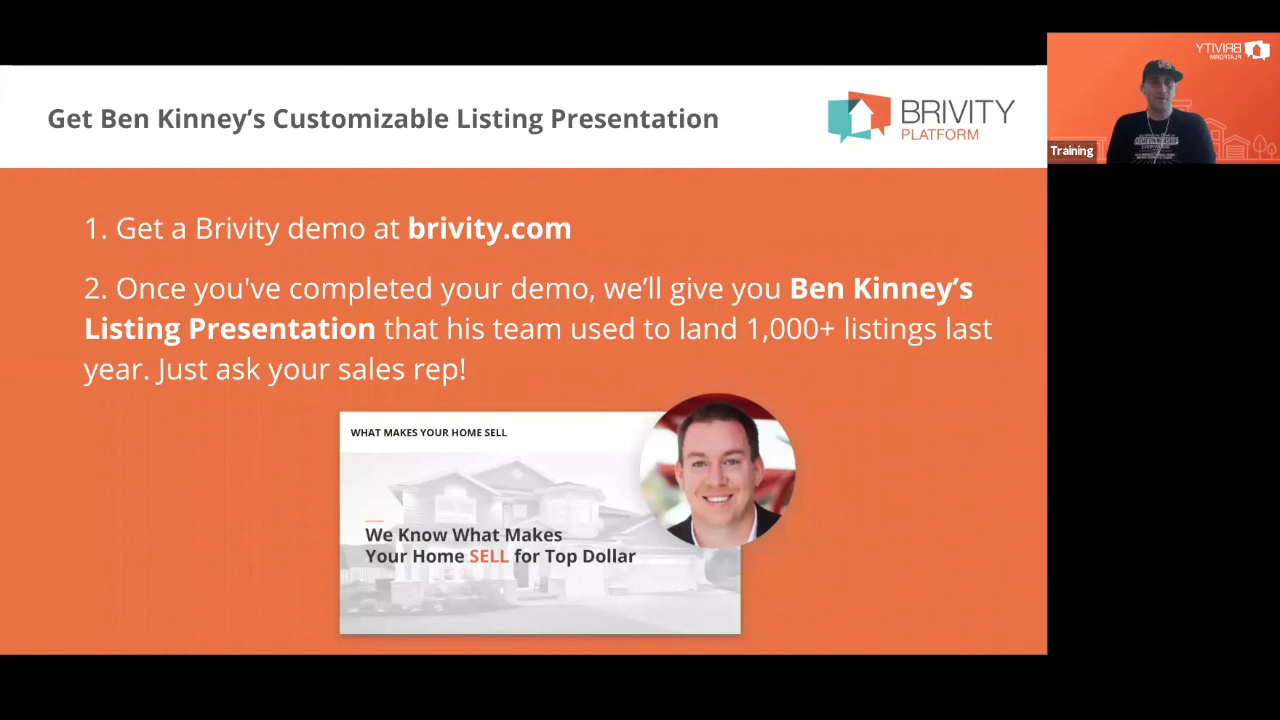 Get Ben Kinney’s Customizable Listing Presentation
BRIVITY
PLATFORM
BRIVITY
PLATFORM
Training
1. Get a Brivity demo at brivity.com
2. Once you've completed your demo, we’ll give you Ben Kinney’s
Listing Presentation that his team used to land 1,000+ listings last
year. Just ask your sales rep!
WHAT MAKES YOUR HOME SELL
We Know What Makes
Your Home SELL for Top Dollar